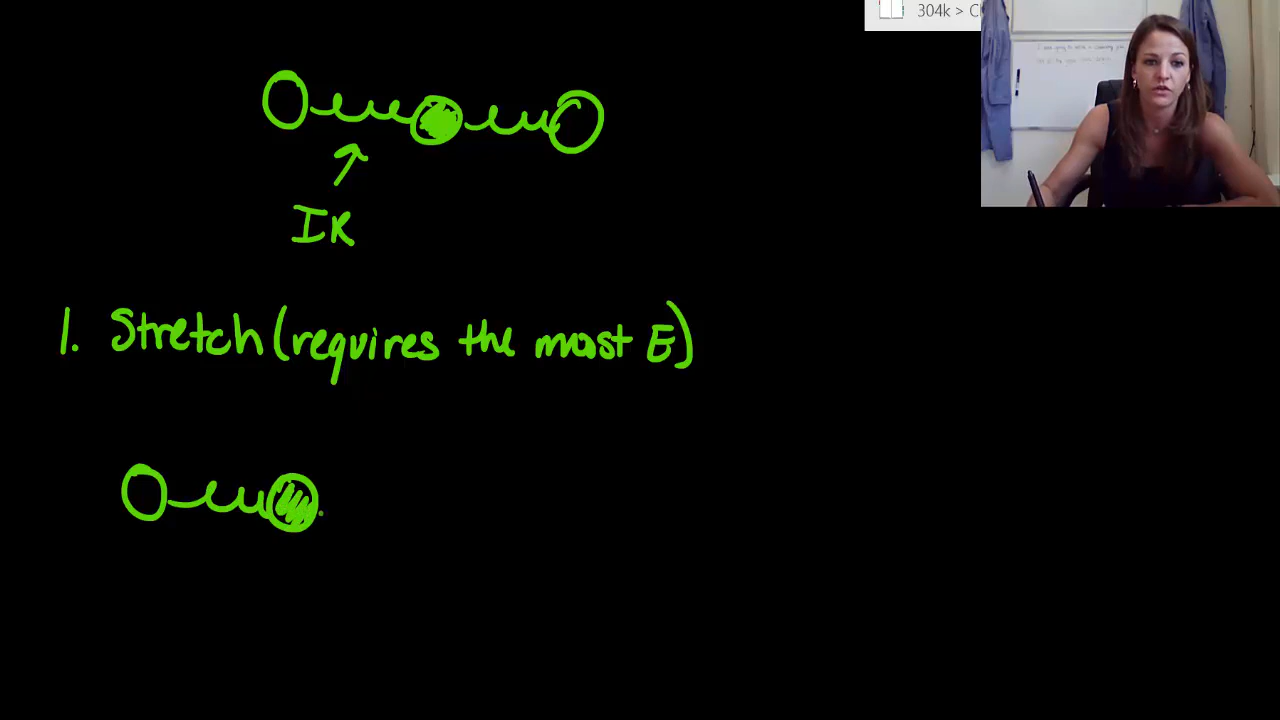 304k > C
IR
1. Stretch (requires the most E)